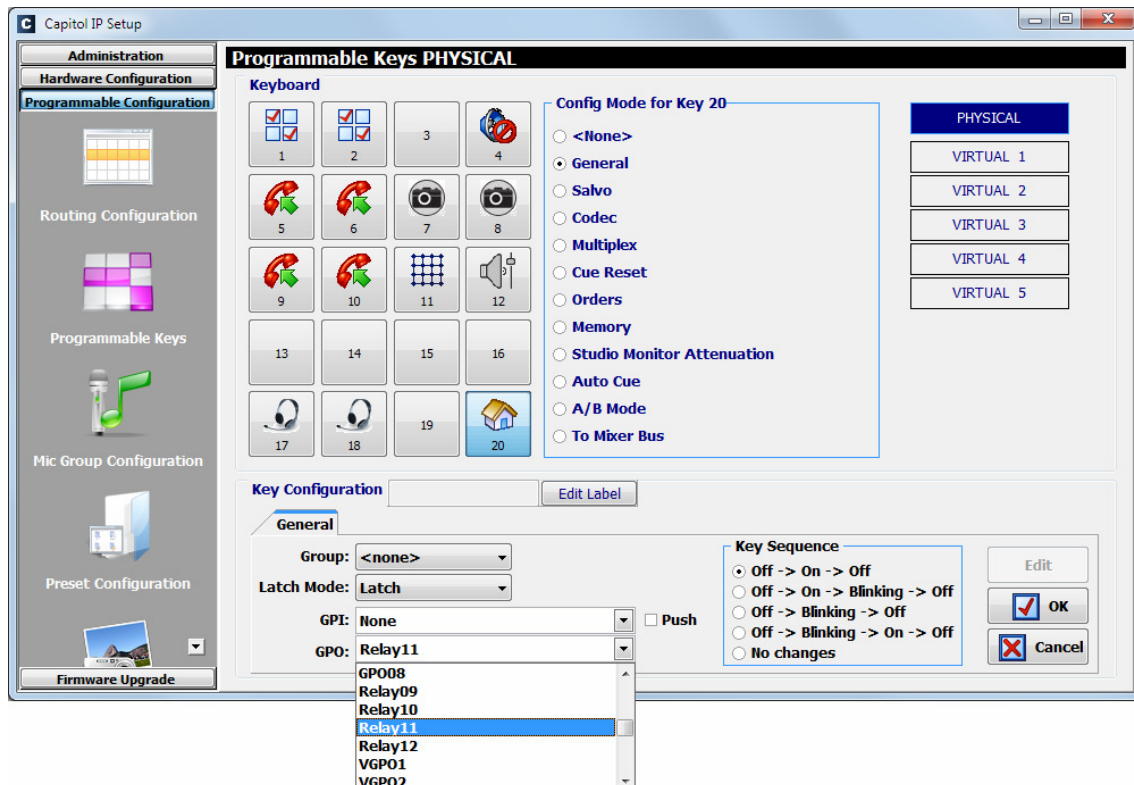 Capitol IP Setup
Administration
Hardware Configuration
Programmable Configuration
Routing Configuration
Programmable Keys
Mic Group Configuration
Preset Configuration
Firmware Upgrade
Programmable Keys PHYSICAL
Keyboard
1 2 3 4
5 6 7 8
9 10 11 12
13 14 15 16
17 18 19 20
Config Mode for Key 20
<None>
General
Salvo
Codec
Multiplex
Cue Reset
Orders
Memory
Studio Monitor Attenuation
Auto Cue
A/B Mode
To Mixer Bus
PHYSICAL
VIRTUAL 1
VIRTUAL 2
VIRTUAL 3
VIRTUAL 4
VIRTUAL 5
Key Configuration
Edit Label
General
Group: <none>
Latch Mode: Latch
GPI: None
Push
GPO: Relay11
GPO08
Relay09
Relay10
Relay11
Relay12
VGPO1
VGPO2
Key Sequence
Off -> On -> Off
Off -> On -> Blinking -> Off
Off -> Blinking -> Off
Off -> Blinking -> On -> Off
No changes
Edit
OK
Cancel